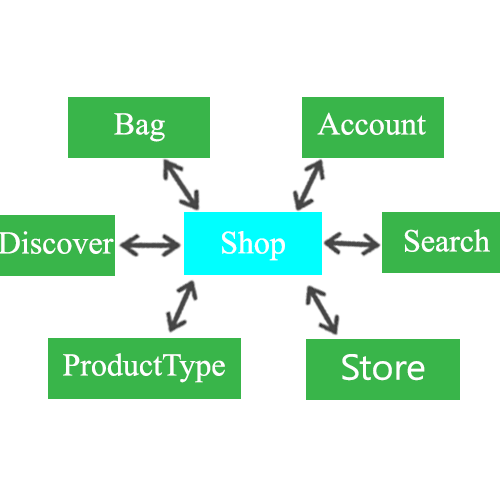 Bag
Account
Discover
Shop
Search
ProductType
Store